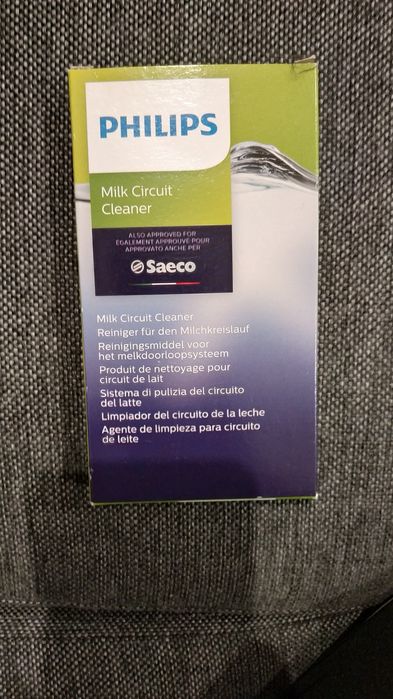 PHILIPS
Milk Circuit
Cleaner
ALSO APPROVED FOR
ÉGALEMENT APPROUVÉ POUR
APPROVATO ANCHE PER
Saeco
Milk Circuit Cleaner
Reiniger für den Milchkreislauf
Reinigingsmiddel voor
het melkdoorloopsysteem
Produit de nettoyage pour
circuit de lait
Sistema di pulizia del circuito
del latte
Limpiador del circuito de la leche
Agente de limpieza para circuito
de leite